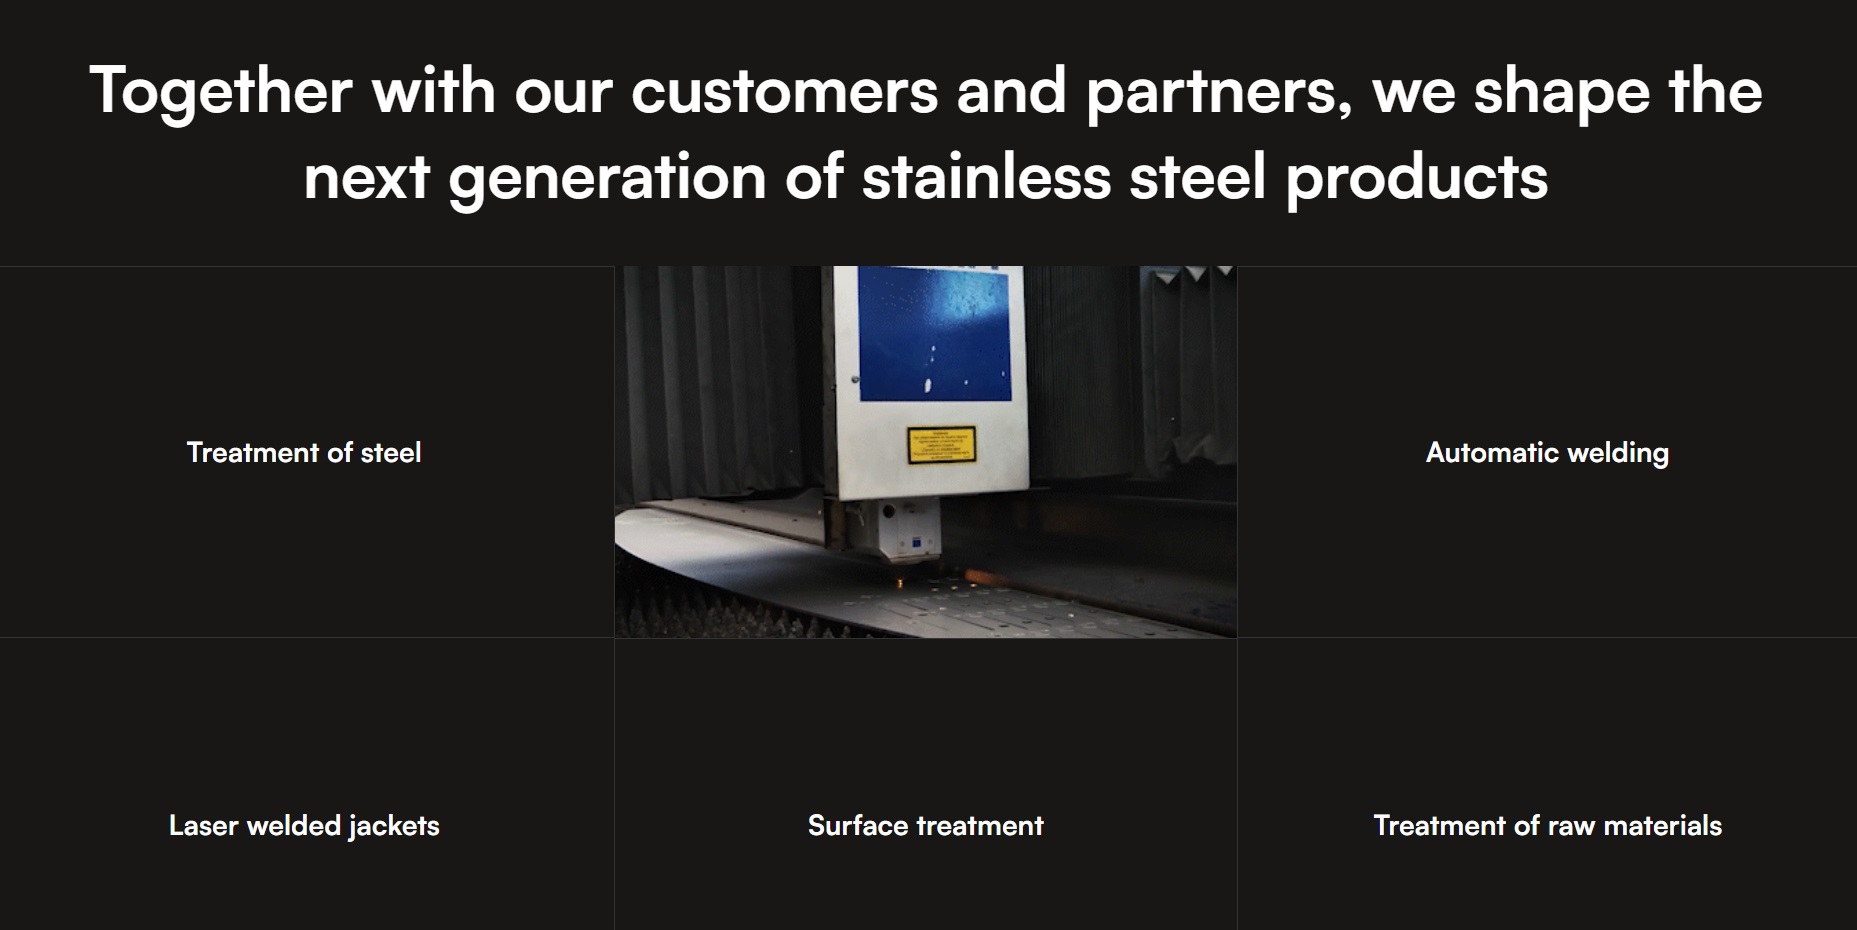 Together with our customers and partners, we shape the
next generation of stainless steel products
Treatment of steel
Automatic welding
Laser welded jackets
Surface treatment
Treatment of raw materials